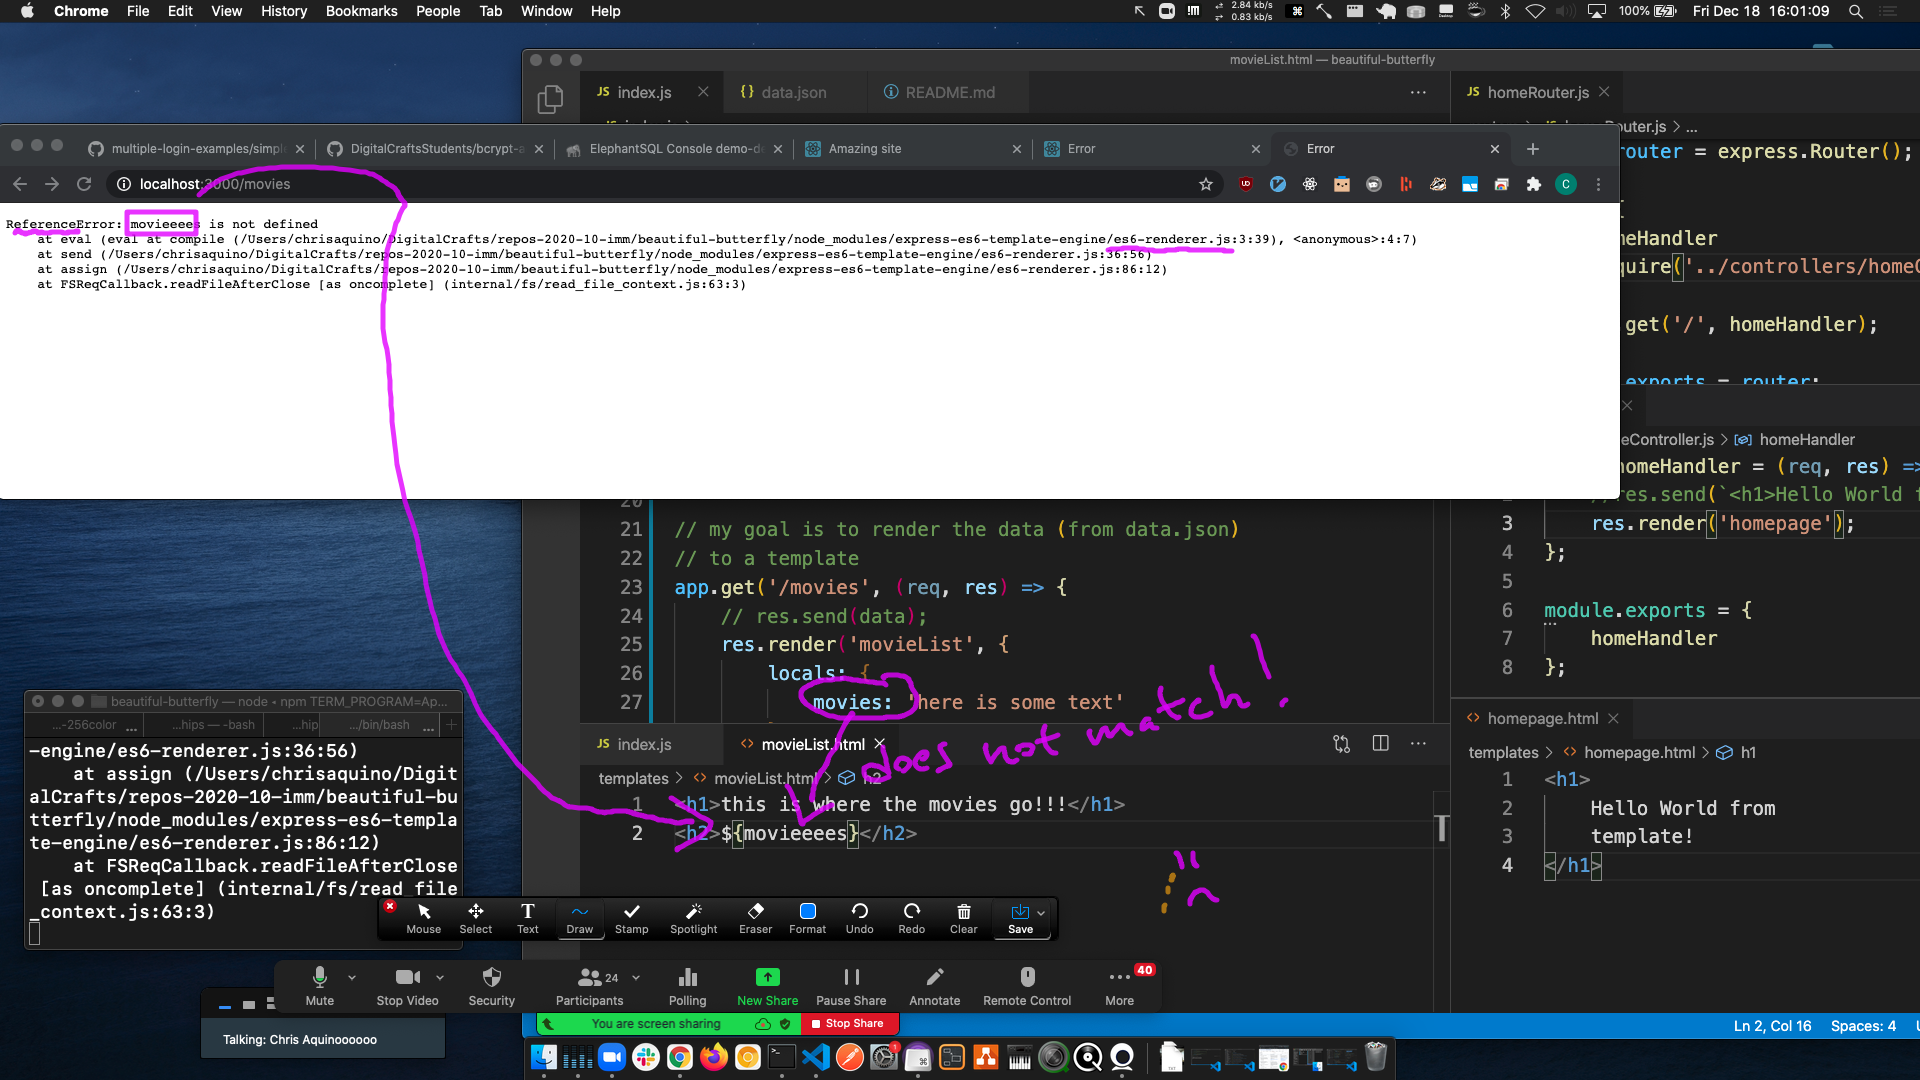 Chrome File Edit View History Bookmarks People Tab Window Help
2.84 kb/s
0.83 kb/s
100% Fri Dec 18 16:01:09
movieList.html — beautiful-butterfly
JS index.js
{} data.json
README.md
JS homeRouter.js
Router.js > ...
multiple-login-examples/simple
DigitalCraftsStudents/bcrypt-a
ElephantSQL Console demo-de
Amazing site
Error
Error
localhost:3000/movies
C
ReferenceError: movieeees is not defined
at eval (eval at compile (/Users/chrisaquino/DigitalCrafts/repos-2020-10-imm/beautiful-butterfly/node_modules/express-es6-template-engine/es6-renderer.js:3:39), <anonymous>:4:7)
at send (/Users/chrisaquino/DigitalCrafts/repos-2020-10-imm/beautiful-butterfly/node_modules/express-es6-template-engine/es6-renderer.js:36:56)
at assign (/Users/chrisaquino/DigitalCrafts/repos-2020-10-imm/beautiful-butterfly/node_modules/express-es6-template-engine/es6-renderer.js:86:12)
at FSReqCallback.readFileAfterClose [as oncomplete] (internal/fs/read_file_context.js:63:3)
router = express.Router();
Handler
quire('../controllers/homeC
get('/', homeHandler);
exports = router;
eController.js > homeHandler
homeHandler = (req, res) =>
res.send(`<h1>Hello World f
3 res.render('homepage');
4 };
5
6 module.exports = {
7 homeHandler
8 };
20
21 // my goal is to render the data (from data.json)
22 // to a template
23 app.get('/movies', (req, res) => {
24 // res.send(data);
25 res.render('movieList', {
26 locals: {
27 movies: 'here is some text'
does not match!
JS index.js
<> movieList.html
templates > <> movieList.html > h2
1 <h1>this is where the movies go!!!</h1>
2 <h2>${movieeees}</h2>
<> homepage.html
templates > <> homepage.html > h1
1 <h1>
2 Hello World from
3 template!
4 </h1>
beautiful-butterfly — node • npm TERM_PROGRAM=Ap...
...-256color ...
...hips — -bash
...hip
.../bin/bash ...
-engine/es6-renderer.js:36:56)
at assign (/Users/chrisaquino/Digit
alCrafts/repos-2020-10-imm/beautiful-bu
tterfly/node_modules/express-es6-templa
te-engine/es6-renderer.js:86:12)
at FSReqCallback.readFileAfterClose
[as oncomplete] (internal/fs/read_file
_context.js:63:3)
Mouse Select Text Draw Stamp Spotlight Eraser Format Undo Redo Clear Save
24
40
Mute Stop Video Security Participants Polling New Share Pause Share Annotate Remote Control More
You are screen sharing Stop Share
Talking: Chris Aquinoooooo
Ln 2, Col 16 Spaces: 4